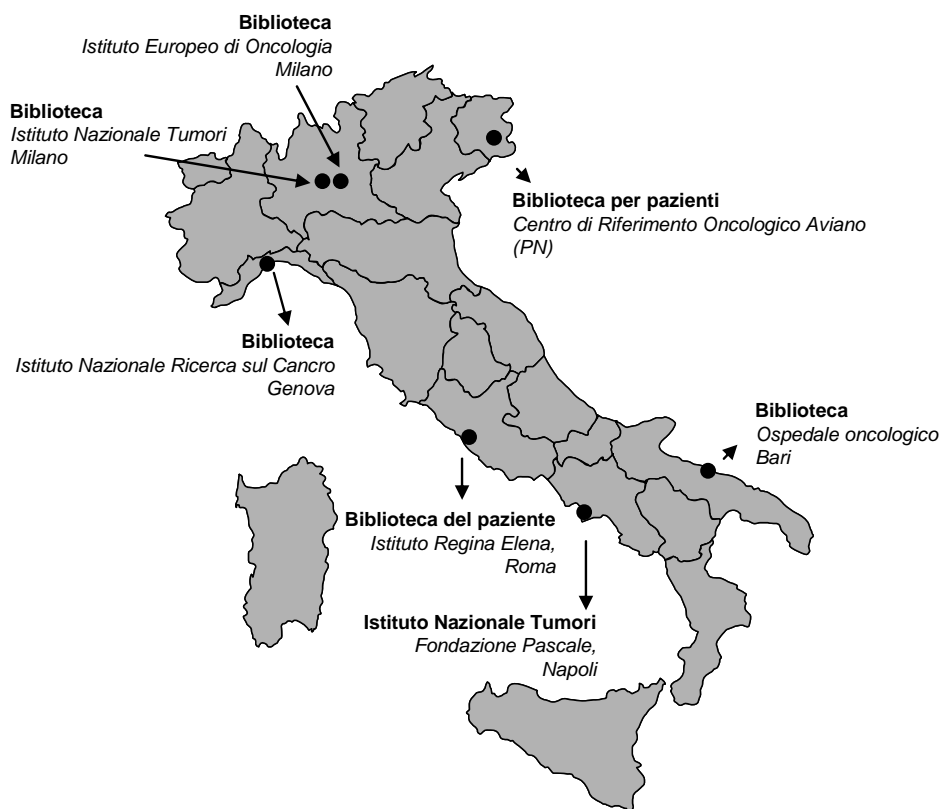 Biblioteca
Istituto Europeo di Oncologia
Milano
Biblioteca
Istituto Nazionale Tumori
Milano
Biblioteca per pazienti
Centro di Riferimento Oncologico Aviano
(PN)
Biblioteca
Istituto Nazionale Ricerca sul Cancro
Genova
Biblioteca
Ospedale oncologico
Bari
Biblioteca del paziente
Istituto Regina Elena,
Roma
Istituto Nazionale Tumori
Fondazione Pascale,
Napoli